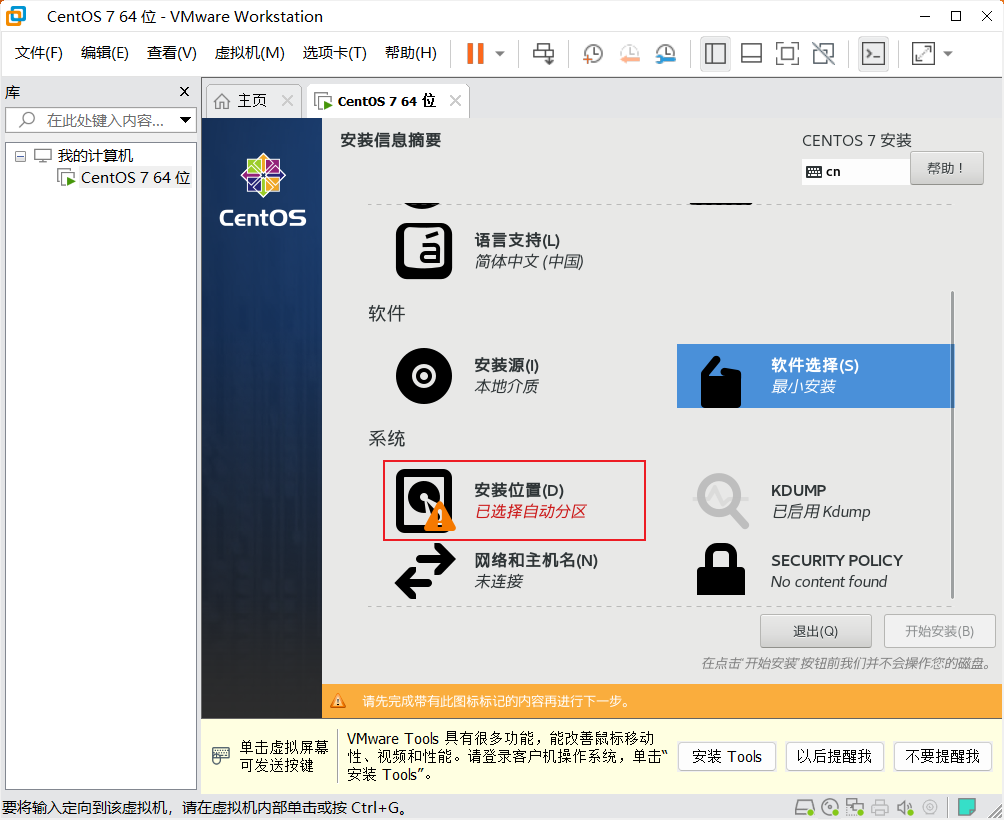 CentOS 7 64 位 - VMware Workstation
文件(F) 编辑(E) 查看(V) 虚拟机(M) 选项卡(T) 帮助(H)
库
在此处键入内容...
我的计算机
CentOS 7 64 位
主页
CentOS 7 64 位
CentOS
安装信息摘要
CENTOS 7 安装
cn
帮助！
语言支持(L)
简体中文 (中国)
软件
安装源(I)
本地介质
软件选择(S)
最小安装
系统
安装位置(D)
已选择自动分区
KDUMP
已启用 Kdump
网络和主机名(N)
未连接
SECURITY POLICY
No content found
退出(Q)
开始安装(B)
在点击'开始安装'按钮前我们并不会操作您的磁盘。
请先完成带有此图标标记的内容再进行下一步。
单击虚拟屏幕
可发送按键
VMware Tools 具有很多功能，能改善鼠标移动
性、视频和性能。请登录客户机操作系统，单击“
安装 Tools”。
安装 Tools
以后提醒我
不要提醒我
要将输入定向到该虚拟机，请在虚拟机内部单击或按 Ctrl+G。